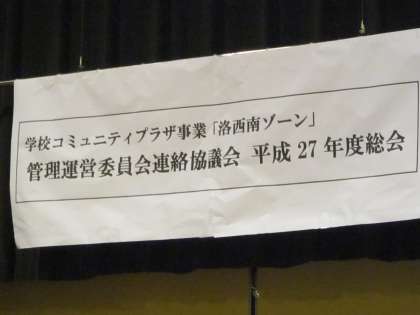 学校コミュニティプラザ事業「洛西南ゾーン」
管理運営委員会連絡協議会 平成27年度総会